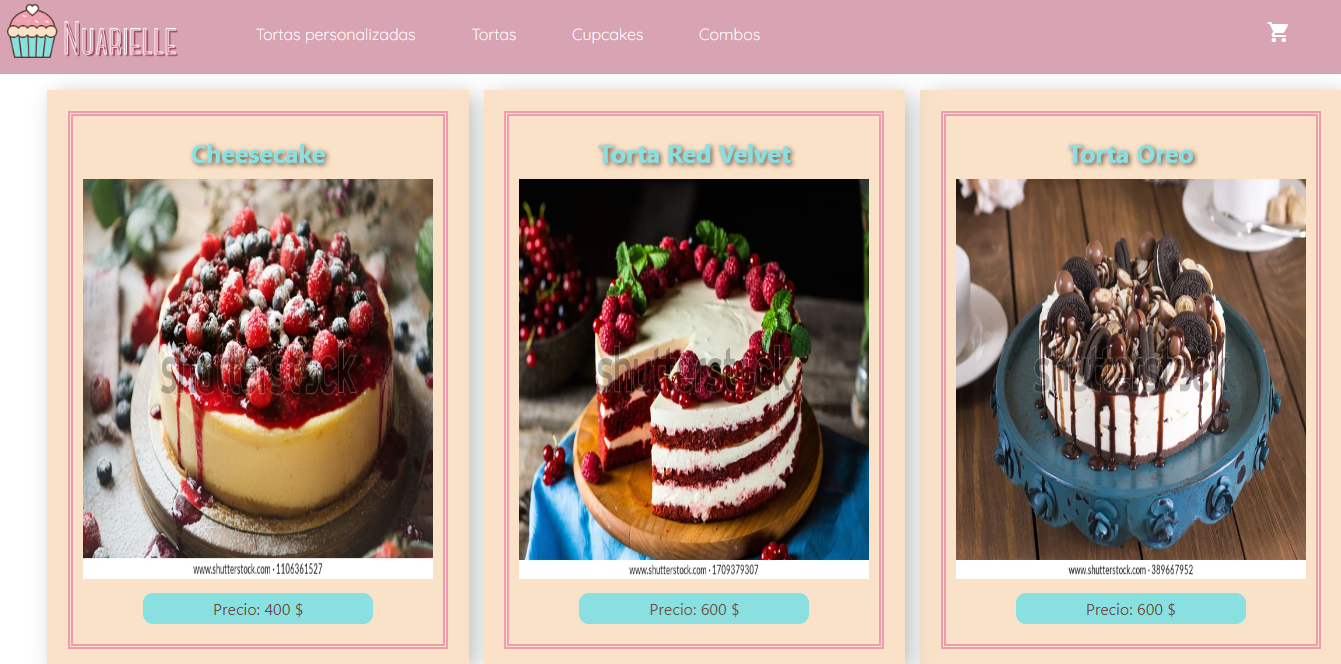 Nuarielle
Tortas personalizadas
Tortas
Cupcakes
Combos
Cheesecake
shutterstock
www.shutterstock.com · 1106361527
Precio: 400 $
Torta Red Velvet
shutterstock
www.shutterstock.com · 1709379307
Precio: 600 $
Torta Oreo
shutterstock
www.shutterstock.com · 389667952
Precio: 600 $